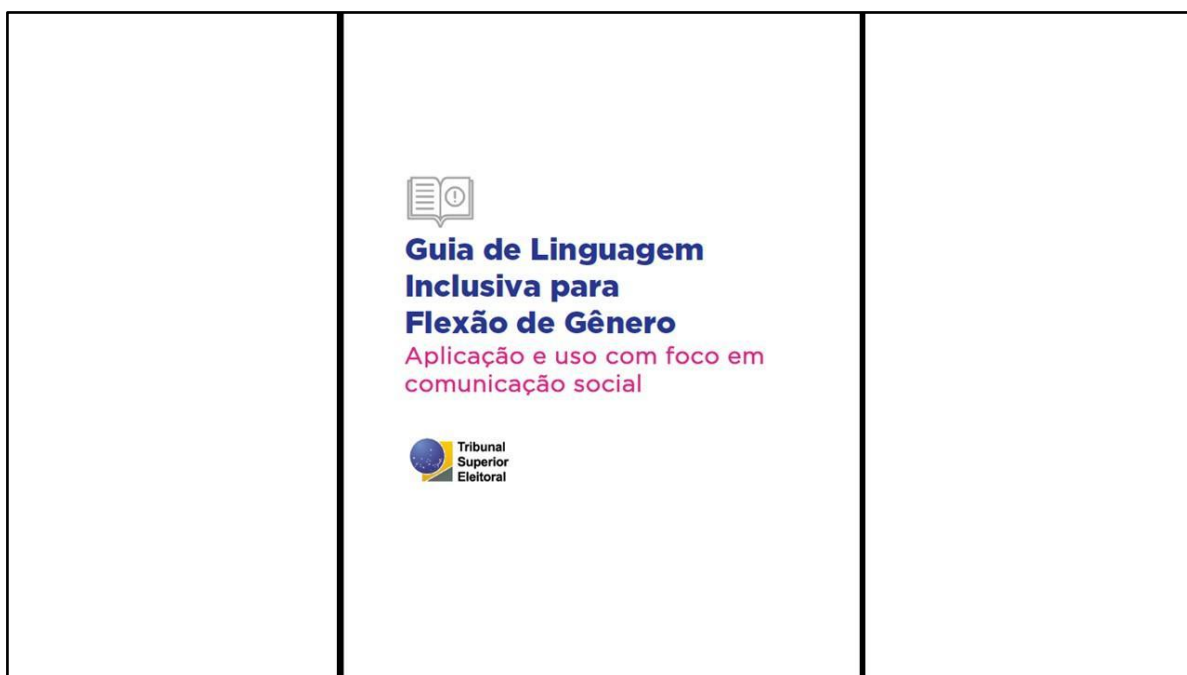 Guia de Linguagem
Inclusiva para
Flexão de Gênero
Aplicação e uso com foco em
comunicação social
Tribunal
Superior
Eleitoral